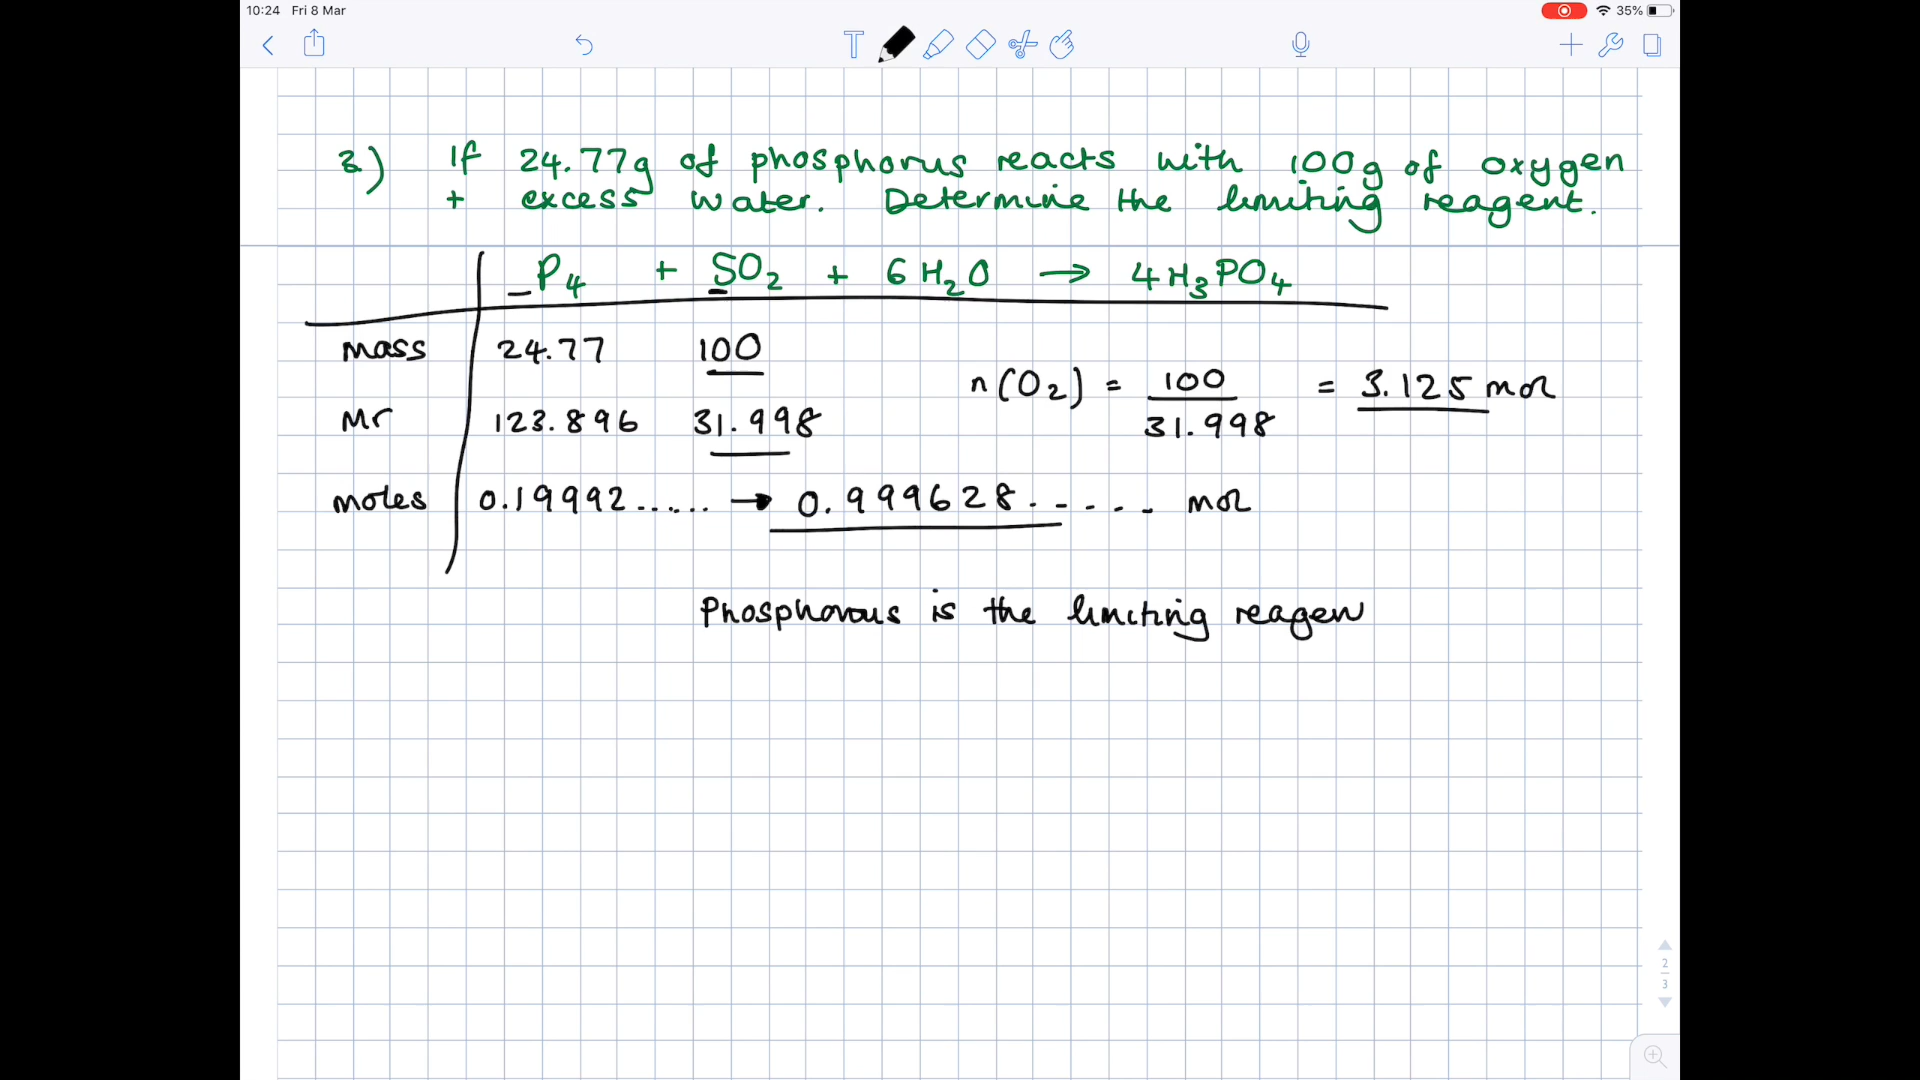 10:24 Fri 8 Mar
35%
3) If 24.77g of phosphorus reacts with 100g of oxygen
+ excess water. Determine the limiting reagent.
P4 + 5O2 + 6H2O → 4H3PO4
mass 24.77 100
n(O2) = 100 / 31.998 = 3.125 mol
Mr 123.896 31.998
moles 0.19992...... → 0.999628...... mol
Phosphorous is the limiting reagen
2
3